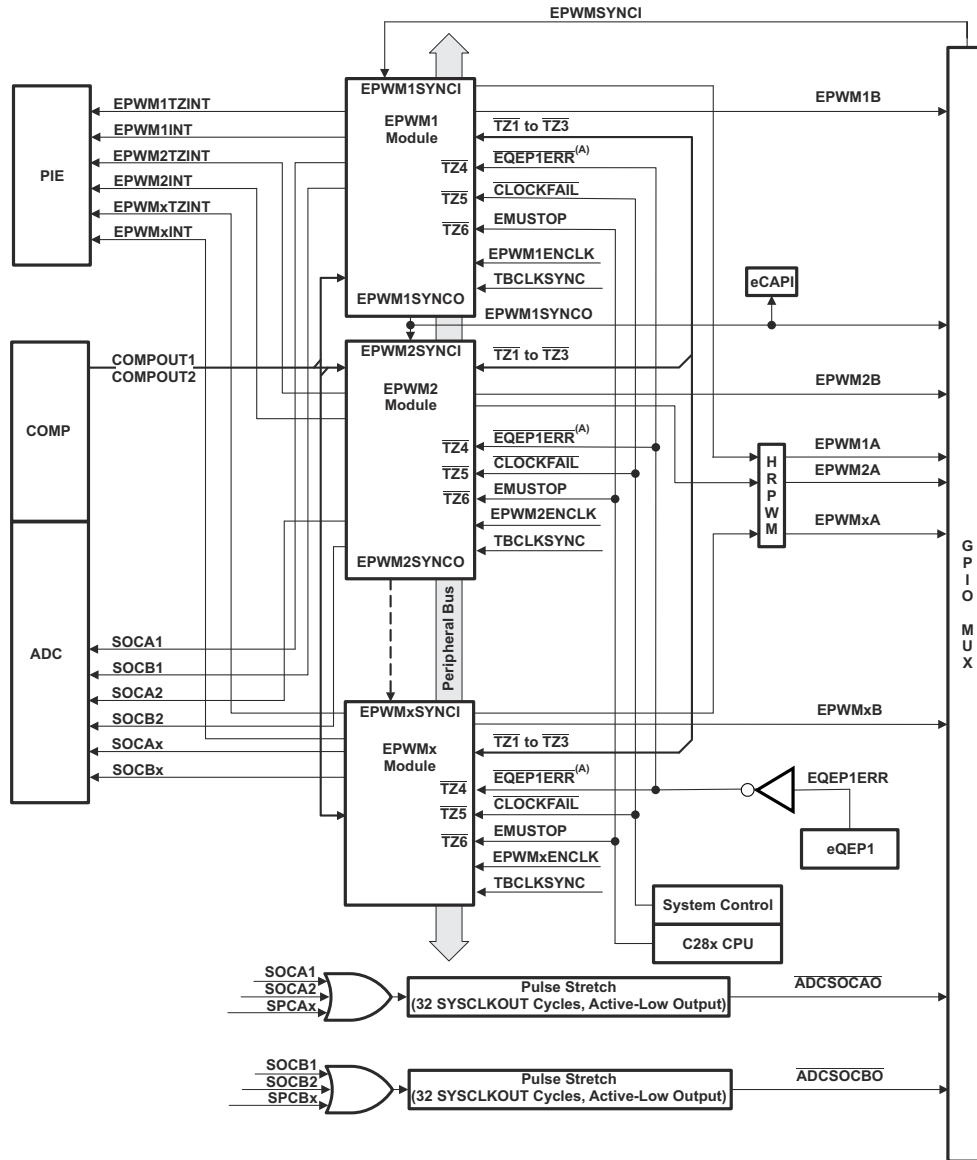 EPWMSYNCI
EPWM1SYNCI
EPWM1
Module
EPWM1TZINT
EPWM1INT
EPWM2TZINT
EPWM2INT
EPWMxTZINT
EPWMxINT
PIE
EPWM1B
TZ1 to TZ3
TZ4
EQEP1ERR(A)
TZ5
CLOCKFAIL
TZ6
EMUSTOP
EPWM1ENCLK
TBCLKSYNC
EPWM1SYNCO
eCAPI
EPWM1SYNCO
COMPOUT1
COMPOUT2
COMP
EPWM2SYNCI
EPWM2
Module
TZ1 to TZ3
EPWM2B
TZ4
EQEP1ERR(A)
TZ5
CLOCKFAIL
TZ6
EMUSTOP
EPWM2ENCLK
TBCLKSYNC
EPWM2SYNCO
HRPWM
EPWM1A
EPWM2A
EPWMxA
GPIO MUX
ADC
SOCA1
SOCB1
SOCA2
SOCB2
SOCAx
SOCBx
Peripheral Bus
EPWMxSYNCI
EPWMx
Module
EPWMxB
TZ1 to TZ3
TZ4
EQEP1ERR(A)
TZ5
CLOCKFAIL
TZ6
EMUSTOP
EPWMxENCLK
TBCLKSYNC
EQEP1ERR
eQEP1
System Control
C28x CPU
SOCA1
SOCA2
SPCAx
Pulse Stretch
(32 SYSCLKOUT Cycles, Active-Low Output)
ADCSOCAO
SOCB1
SOCB2
SPCBx
Pulse Stretch
(32 SYSCLKOUT Cycles, Active-Low Output)
ADCSOCBO